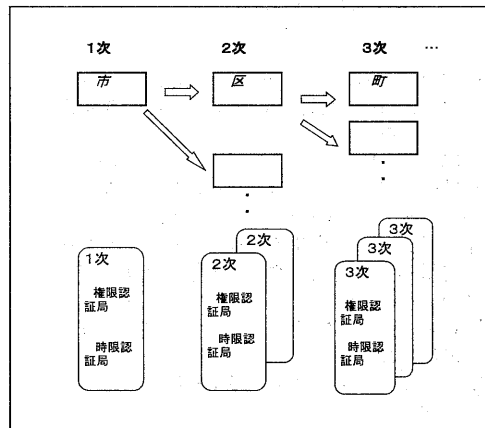 1次 2次 3次 …
市 区 町
1次
権限認
証局
時限認
証局
2次
2次
権限認
証局
時限認
証局
3次
3次
3次
権限認
証局
時限認
証局